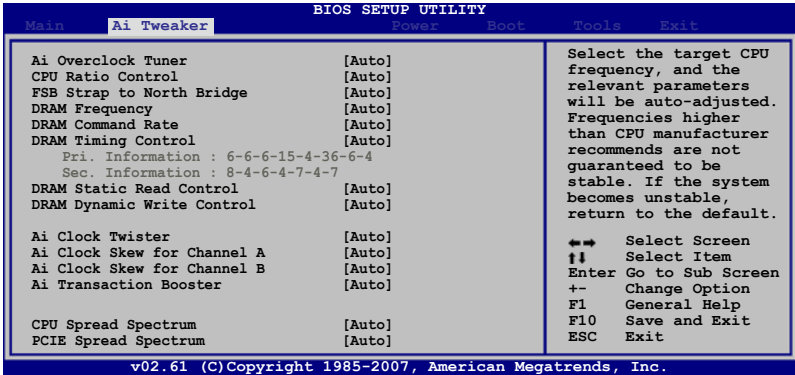 BIOS SETUP UTILITY
Main Ai Tweaker Power Boot Tools Exit
Ai Overclock Tuner [Auto]
CPU Ratio Control [Auto]
FSB Strap to North Bridge [Auto]
DRAM Frequency [Auto]
DRAM Command Rate [Auto]
DRAM Timing Control [Auto]
Pri. Information : 6-6-6-15-4-36-6-4
Sec. Information : 8-4-6-4-7-4-7
DRAM Static Read Control [Auto]
DRAM Dynamic Write Control [Auto]
Ai Clock Twister [Auto]
Ai Clock Skew for Channel A [Auto]
Ai Clock Skew for Channel B [Auto]
Ai Transaction Booster [Auto]
CPU Spread Spectrum [Auto]
PCIE Spread Spectrum [Auto]
Select the target CPU
frequency, and the
relevant parameters
will be auto-adjusted.
Frequencies higher
than CPU manufacturer
recommends are not
guaranteed to be
stable. If the system
becomes unstable,
return to the default.
←→ Select Screen
↑↓ Select Item
Enter Go to Sub Screen
+- Change Option
F1 General Help
F10 Save and Exit
ESC Exit
v02.61 (C)Copyright 1985-2007, American Megatrends, Inc.